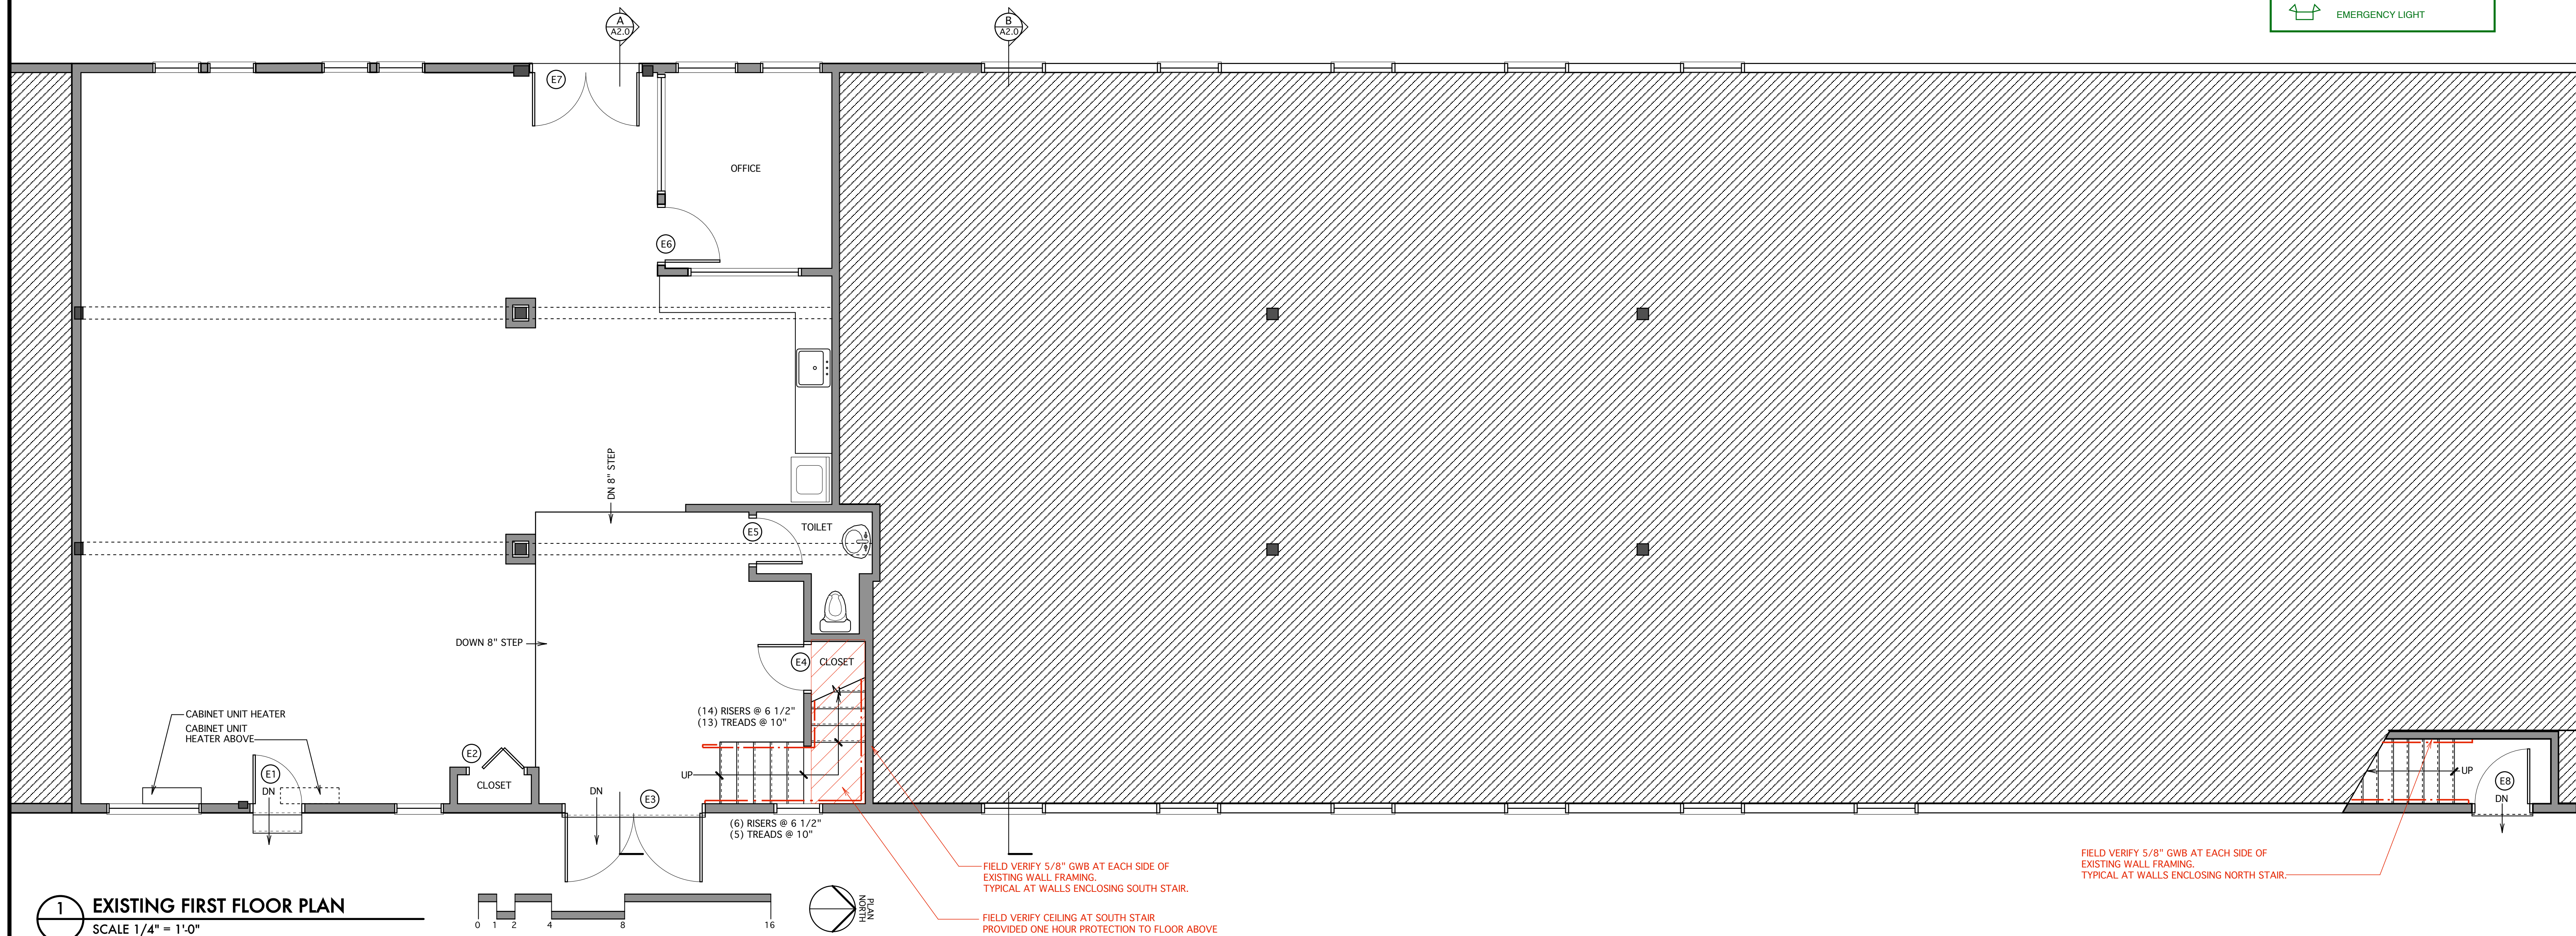 A
A2.0
B
A2.0
EMERGENCY LIGHT
E7
OFFICE
E6
DN 8" STEP
TOILET
E5
DOWN 8" STEP
E4
CLOSET
CABINET UNIT HEATER
CABINET UNIT
HEATER ABOVE
(14) RISERS @ 6 1/2"
(13) TREADS @ 10"
E2
CLOSET
E1
DN
UP
DN
E3
(6) RISERS @ 6 1/2"
(5) TREADS @ 10"
UP
E8
DN
FIELD VERIFY 5/8" GWB AT EACH SIDE OF
EXISTING WALL FRAMING.
TYPICAL AT WALLS ENCLOSING SOUTH STAIR.
FIELD VERIFY 5/8" GWB AT EACH SIDE OF
EXISTING WALL FRAMING.
TYPICAL AT WALLS ENCLOSING NORTH STAIR.
FIELD VERIFY CEILING AT SOUTH STAIR
PROVIDED ONE HOUR PROTECTION TO FLOOR ABOVE
1
EXISTING FIRST FLOOR PLAN
SCALE 1/4" = 1'-0"
0 1 2 4 8 16
PLAN
NORTH